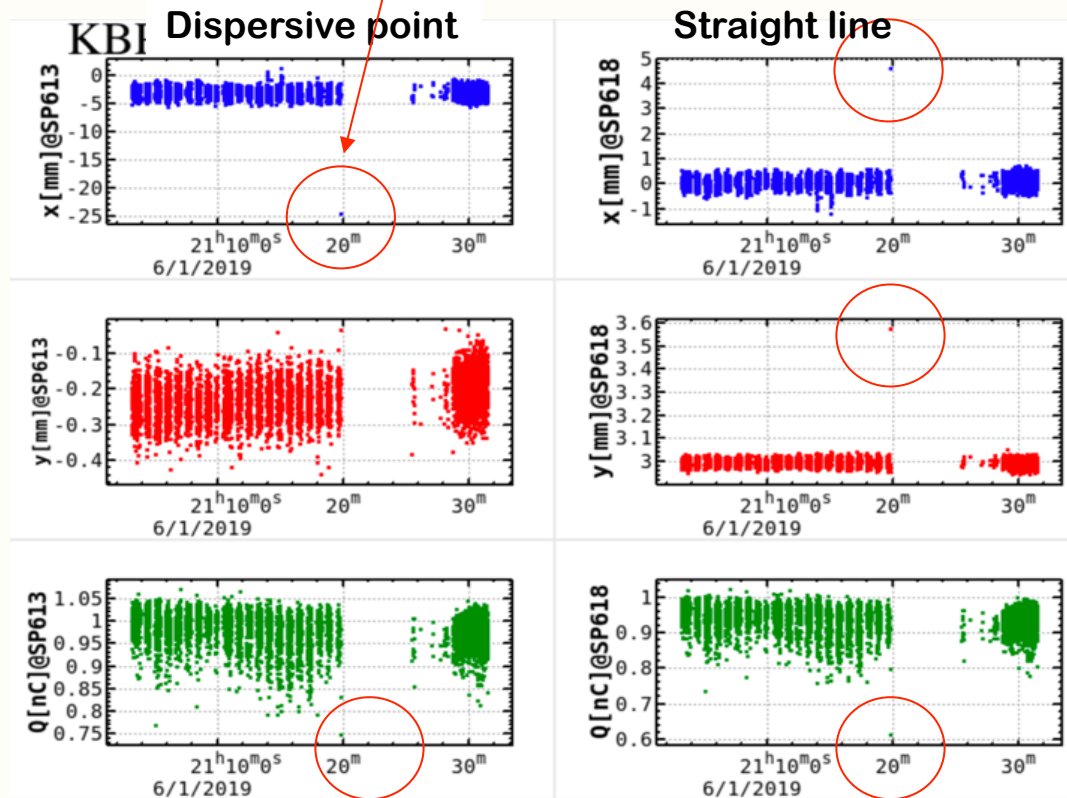 Dispersive point
Straight line
x[mm]@SP613
0
-5
-10
-15
-20
-25
21h10m0s
20m
30m
6/1/2019
x[mm]@SP618
5
4
3
2
1
0
-1
21h10m0s
20m
30m
6/1/2019
y[mm]@SP613
-0.1
-0.2
-0.3
-0.4
21h10m0s
20m
30m
6/1/2019
y[mm]@SP618
3.6
3.5
3.4
3.3
3.2
3.1
3
21h10m0s
20m
30m
6/1/2019
Q[nC]@SP613
1.05
1
0.95
0.9
0.85
0.8
0.75
21h10m0s
20m
30m
6/1/2019
Q[nC]@SP618
1
0.9
0.8
0.7
0.6
21h10m0s
20m
30m
6/1/2019